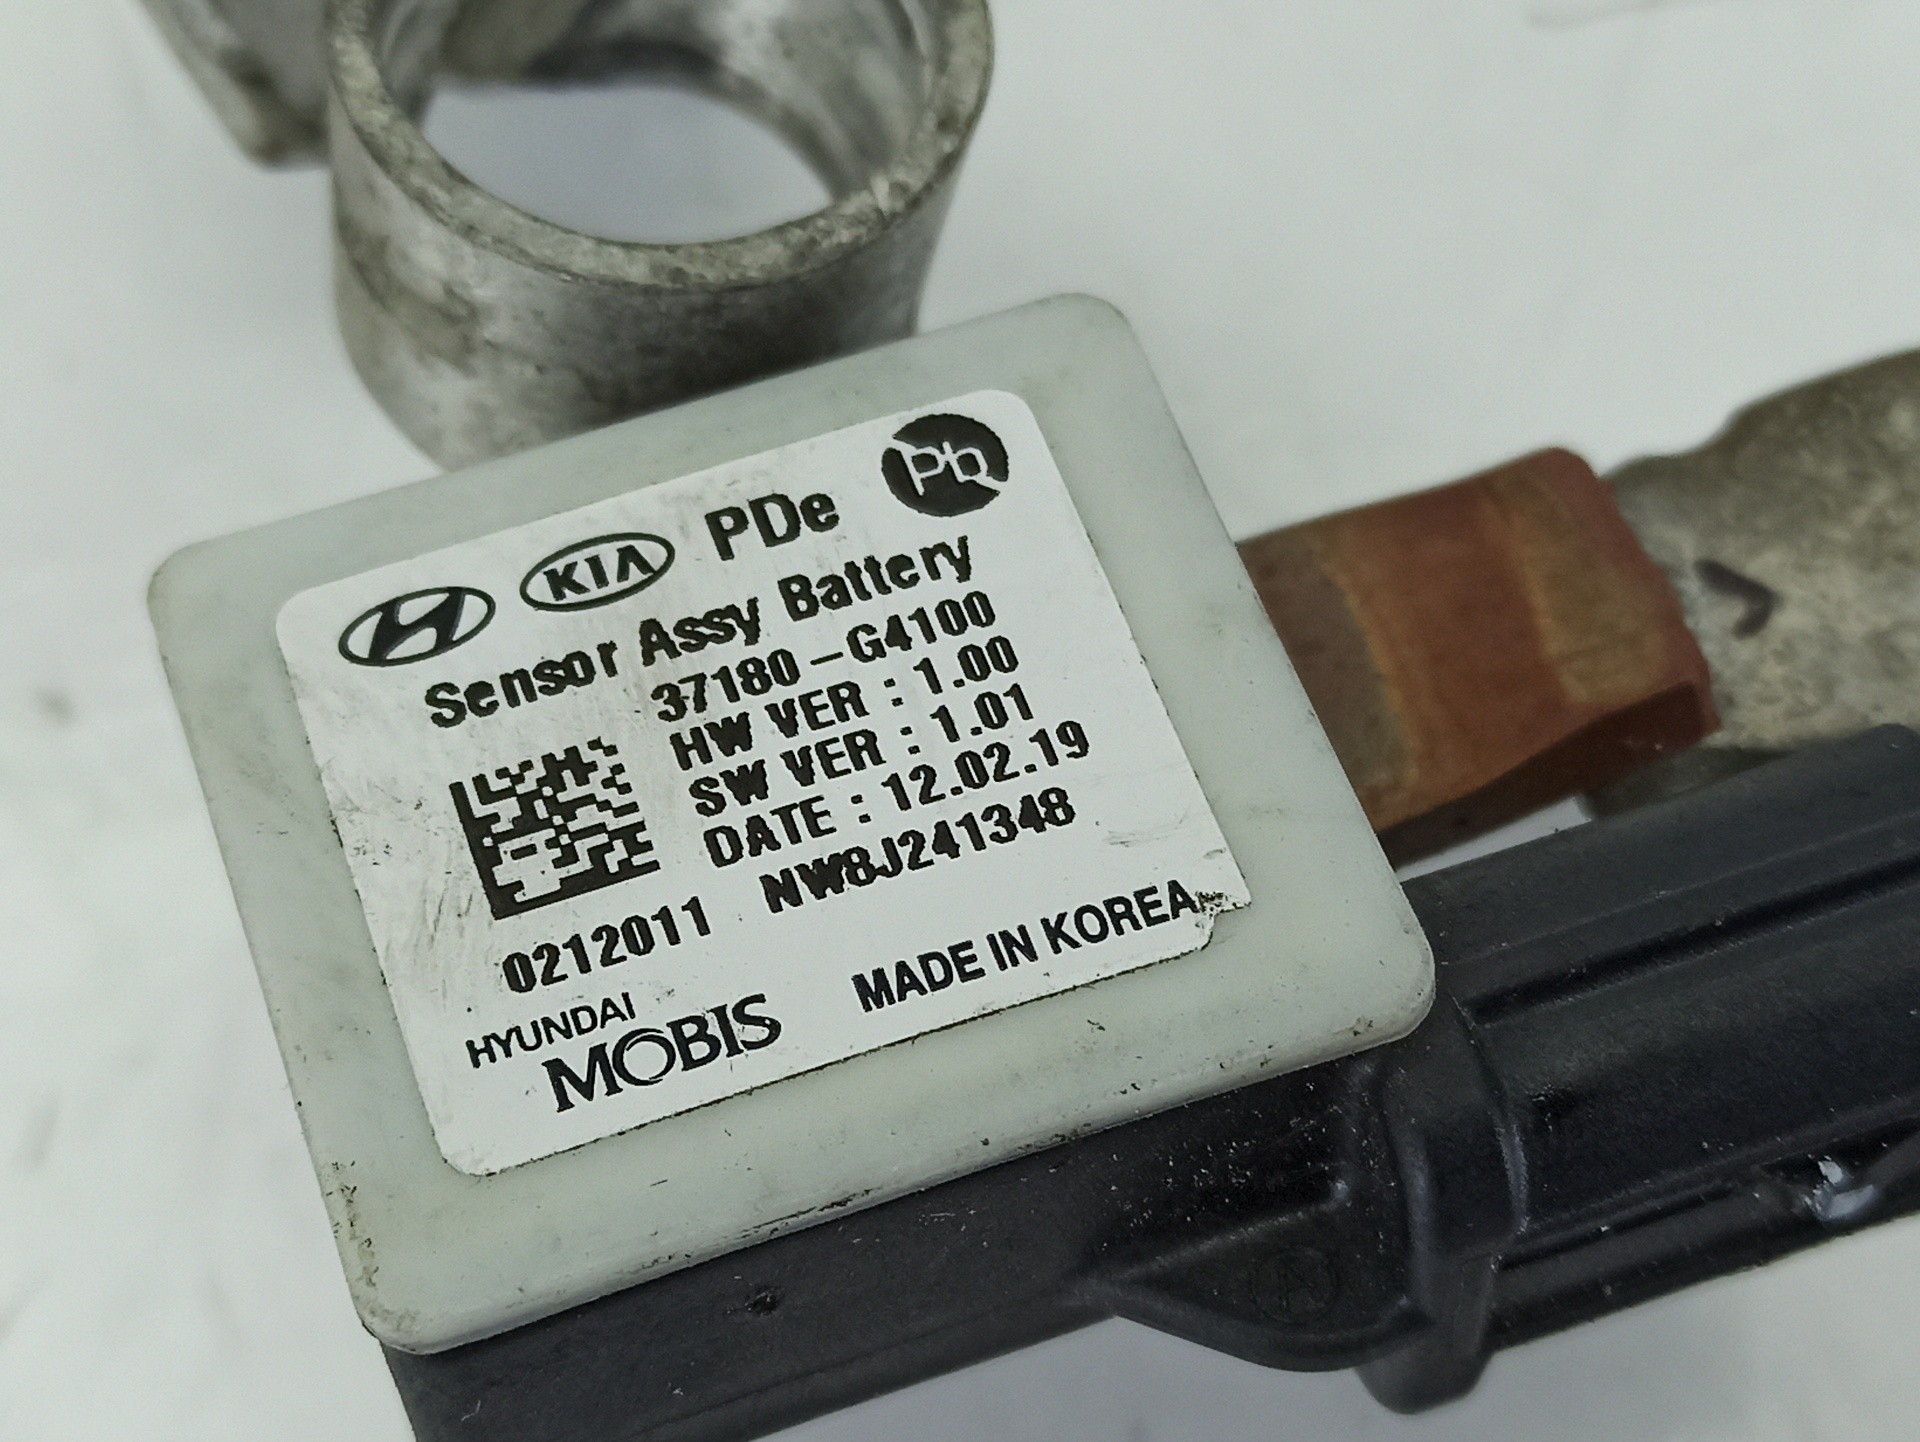 KIA PDe Pb
Sensor Assy Battery
37180-G4100
HW VER : 1.00
SW VER : 1.01
DATE : 12.02.19
0212011 NW8J241348
HYUNDAI
MOBIS
MADE IN KOREA